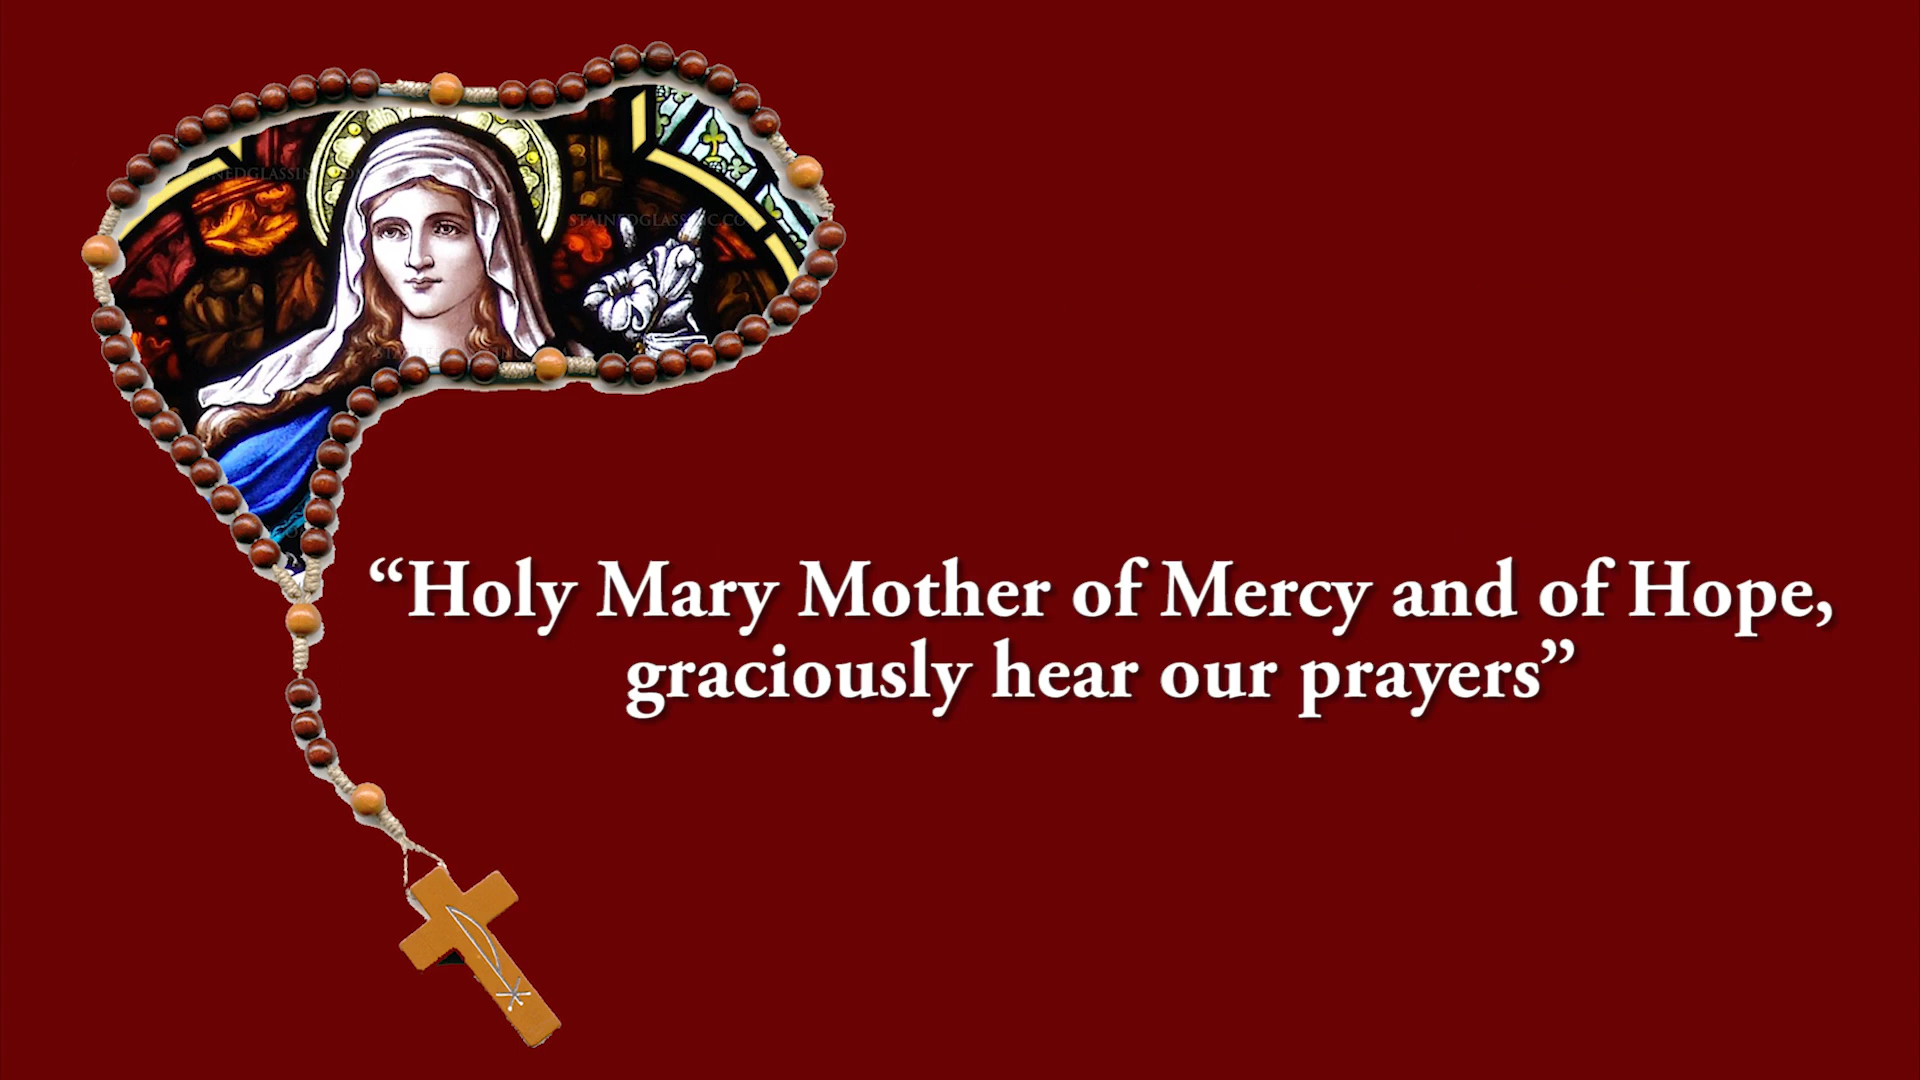 “Holy Mary Mother of Mercy and of Hope,
graciously hear our prayers”